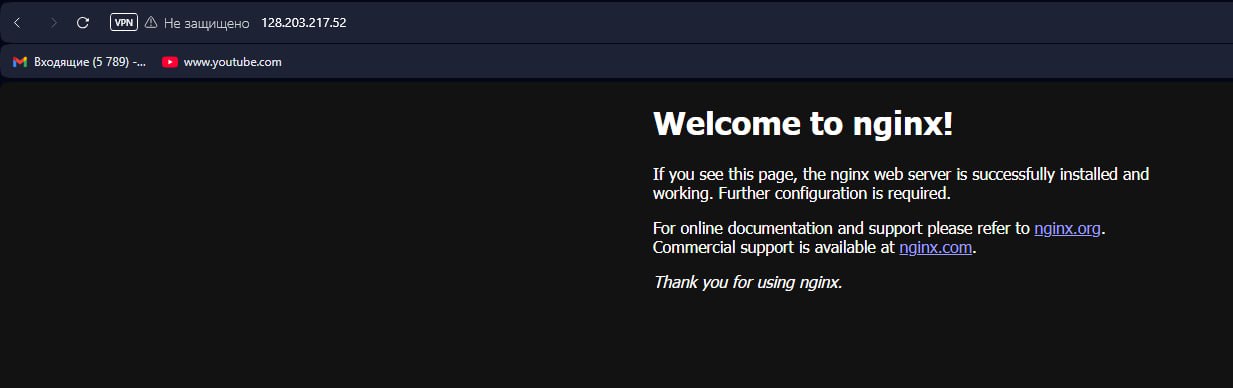 VPN Не защищено 128.203.217.52
Входящие (5 789) -... www.youtube.com
Welcome to nginx!
If you see this page, the nginx web server is successfully installed and
working. Further configuration is required.
For online documentation and support please refer to nginx.org.
Commercial support is available at nginx.com.
Thank you for using nginx.